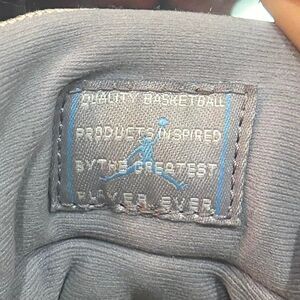 QUALITY BASKETBALL
PRODUCTS INSPIRED
BY THE GREATEST
PLAYER EVER